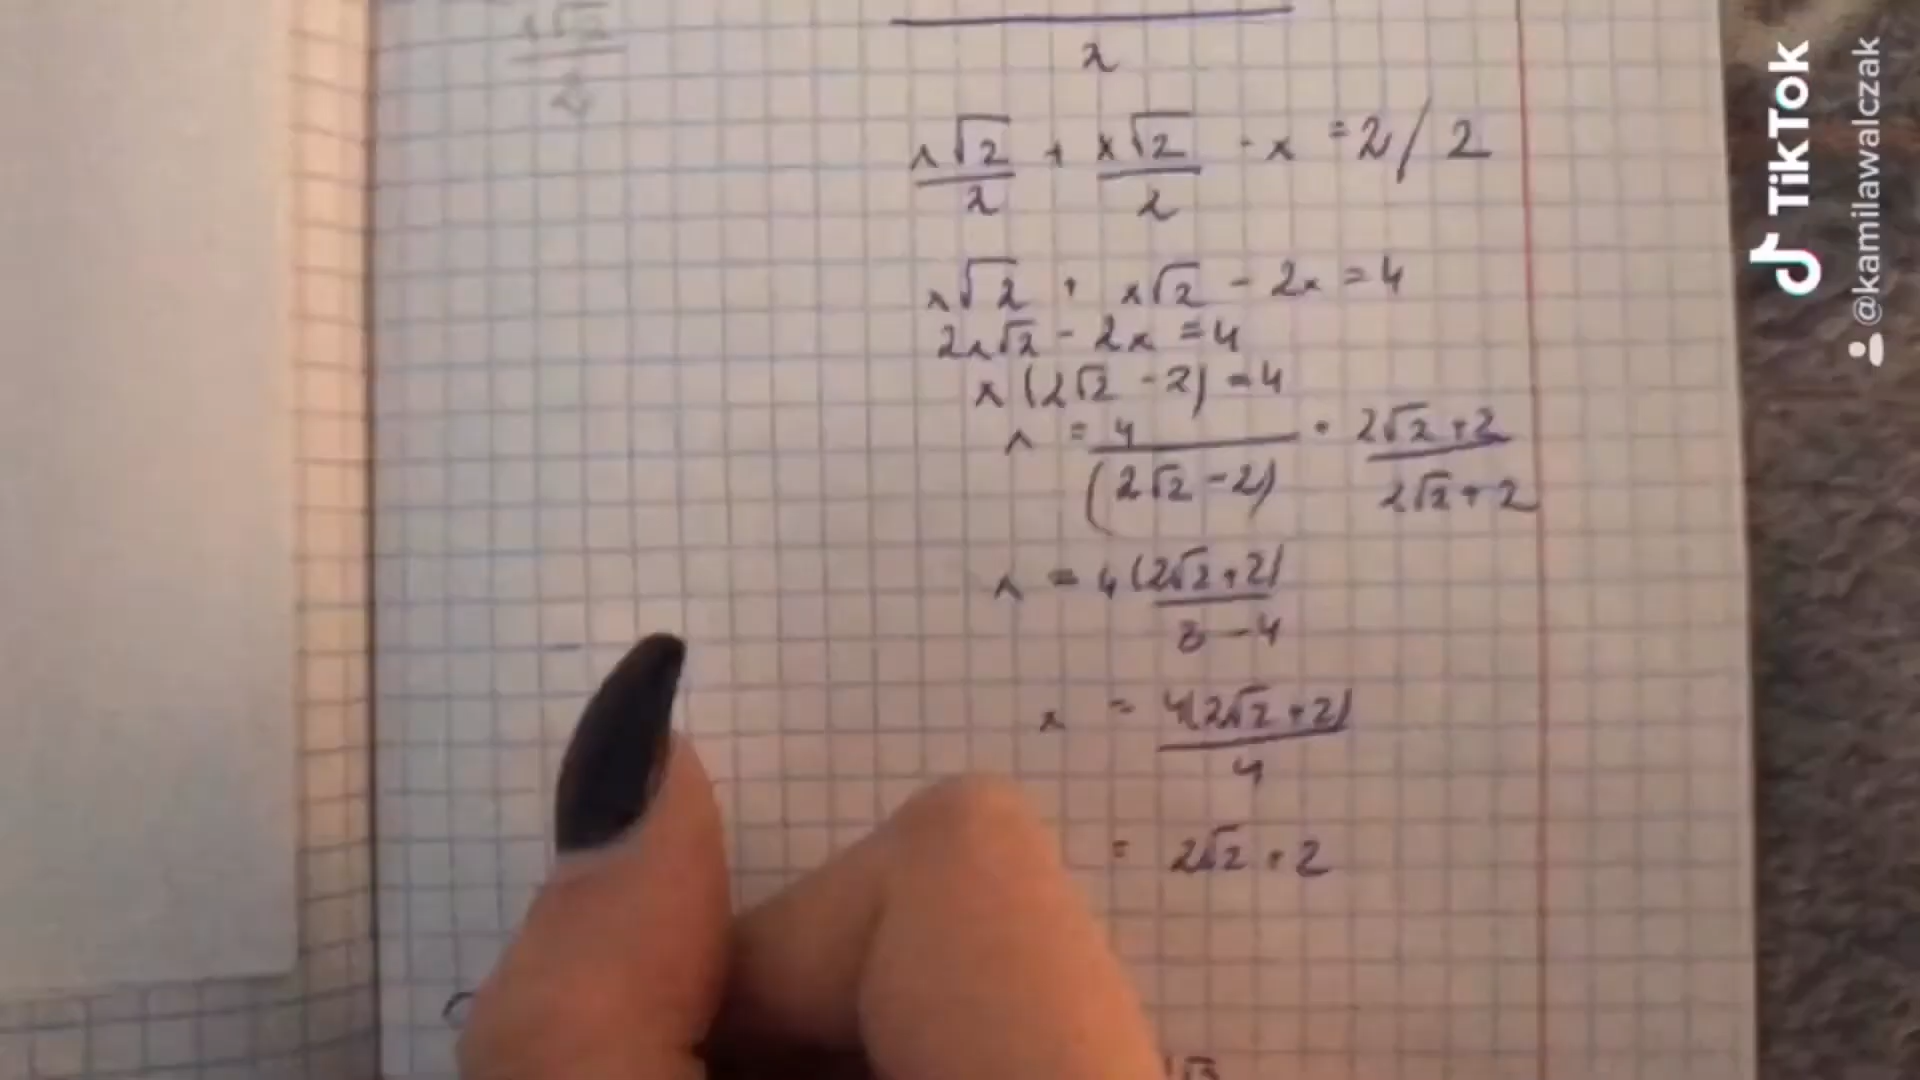 x
x√2/2 + x√2/2 - x = 2 / 2
x√2 + x√2 - 2x = 4
2x√2 - 2x = 4
x(2√2 - 2) = 4
x = 4/(2√2 - 2) · 2√2+2/2√2+2
x = 4(2√2+2)/8-4
x = 4(2√2+2)/4
= 2√2 + 2
√3
TikTok
@kamilawalczak